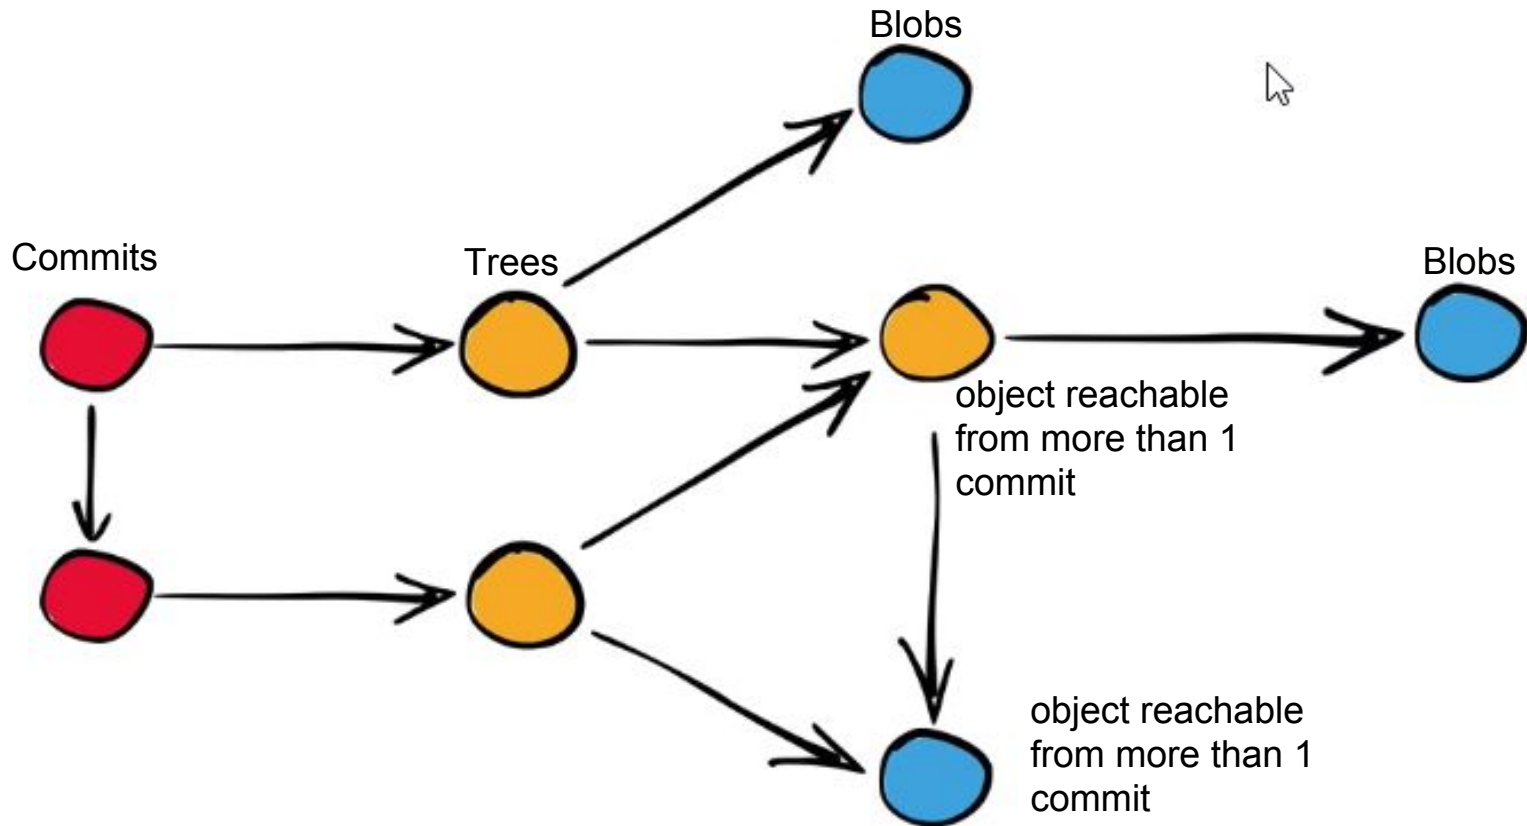 Blobs
Commits
Trees
Blobs
object reachable
from more than 1
commit
object reachable
from more than 1
commit